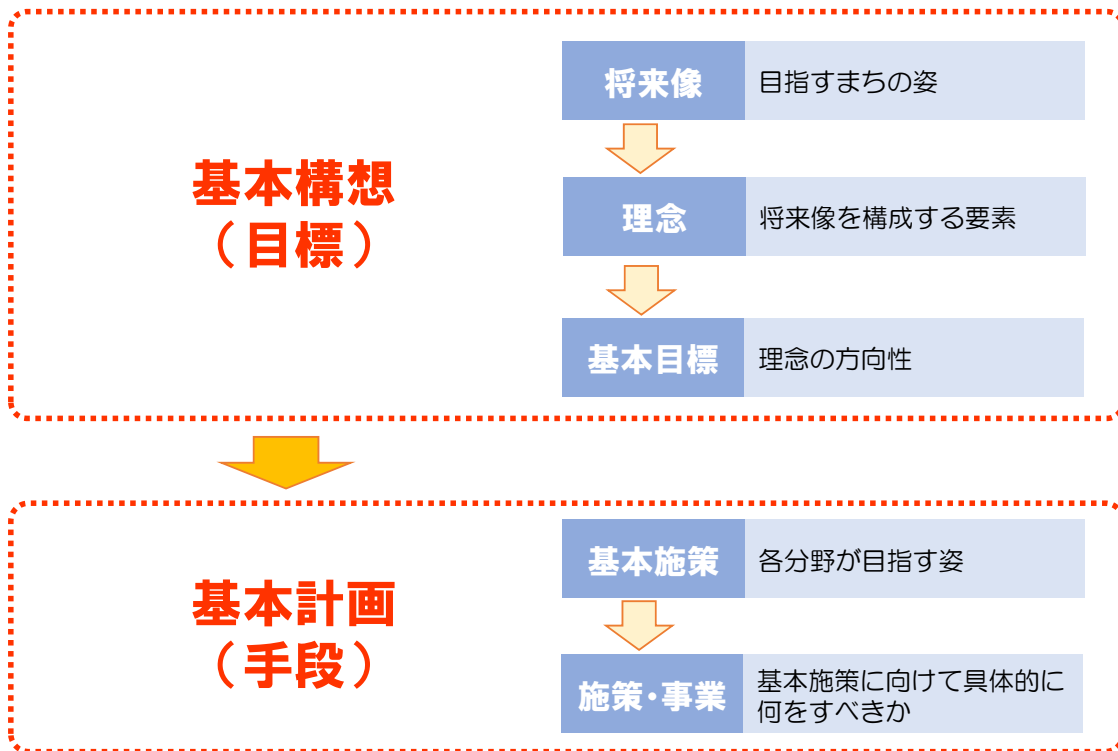 基本構想
（目標）
将来像
目指すまちの姿
理念
将来像を構成する要素
基本目標
理念の方向性
基本計画
（手段）
基本施策
各分野が目指す姿
施策・事業
基本施策に向けて具体的に
何をすべきか